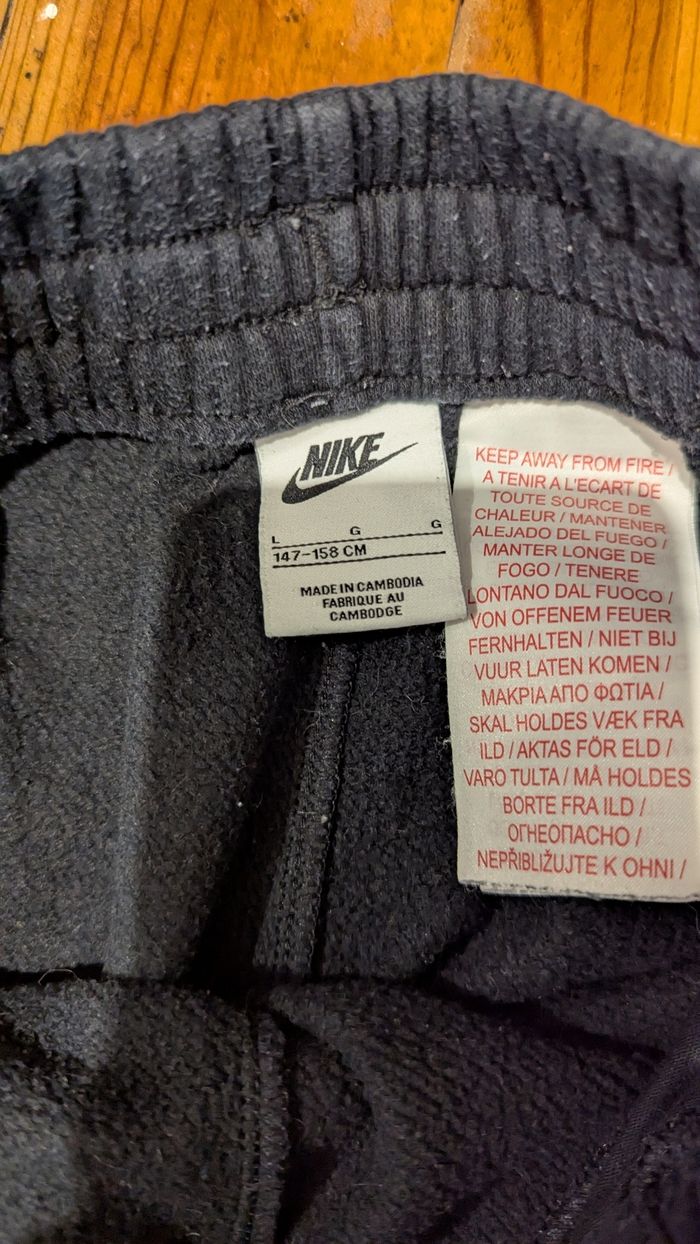 NIKE
L G G
147-158 CM
MADE IN CAMBODIA
FABRIQUE AU
CAMBODGE
KEEP AWAY FROM FIRE /
A TENIR A L'ECART DE
TOUTE SOURCE DE
CHALEUR / MANTENER
ALEJADO DEL FUEGO /
MANTER LONGE DE
FOGO / TENERE
LONTANO DAL FUOCO /
VON OFFENEM FEUER
FERNHALTEN / NIET BIJ
VUUR LATEN KOMEN /
ΜΑΚΡΙΑ ΑΠΟ ΦΩΤΙΑ /
SKAL HOLDES VÆK FRA
ILD / AKTAS FÖR ELD /
VARO TULTA / MÅ HOLDES
BORTE FRA ILD /
ОГНЕОПАСНО /
NEPŘIBLIŽUJTE K OHNI /